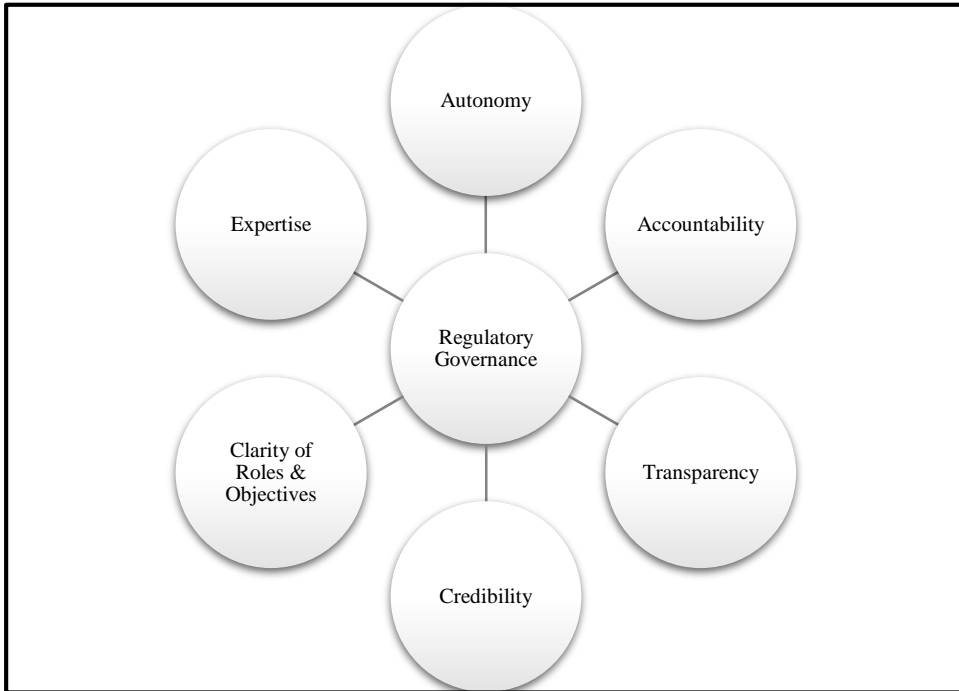 Autonomy
Expertise
Accountability
Regulatory
Governance
Clarity of
Roles &
Objectives
Transparency
Credibility